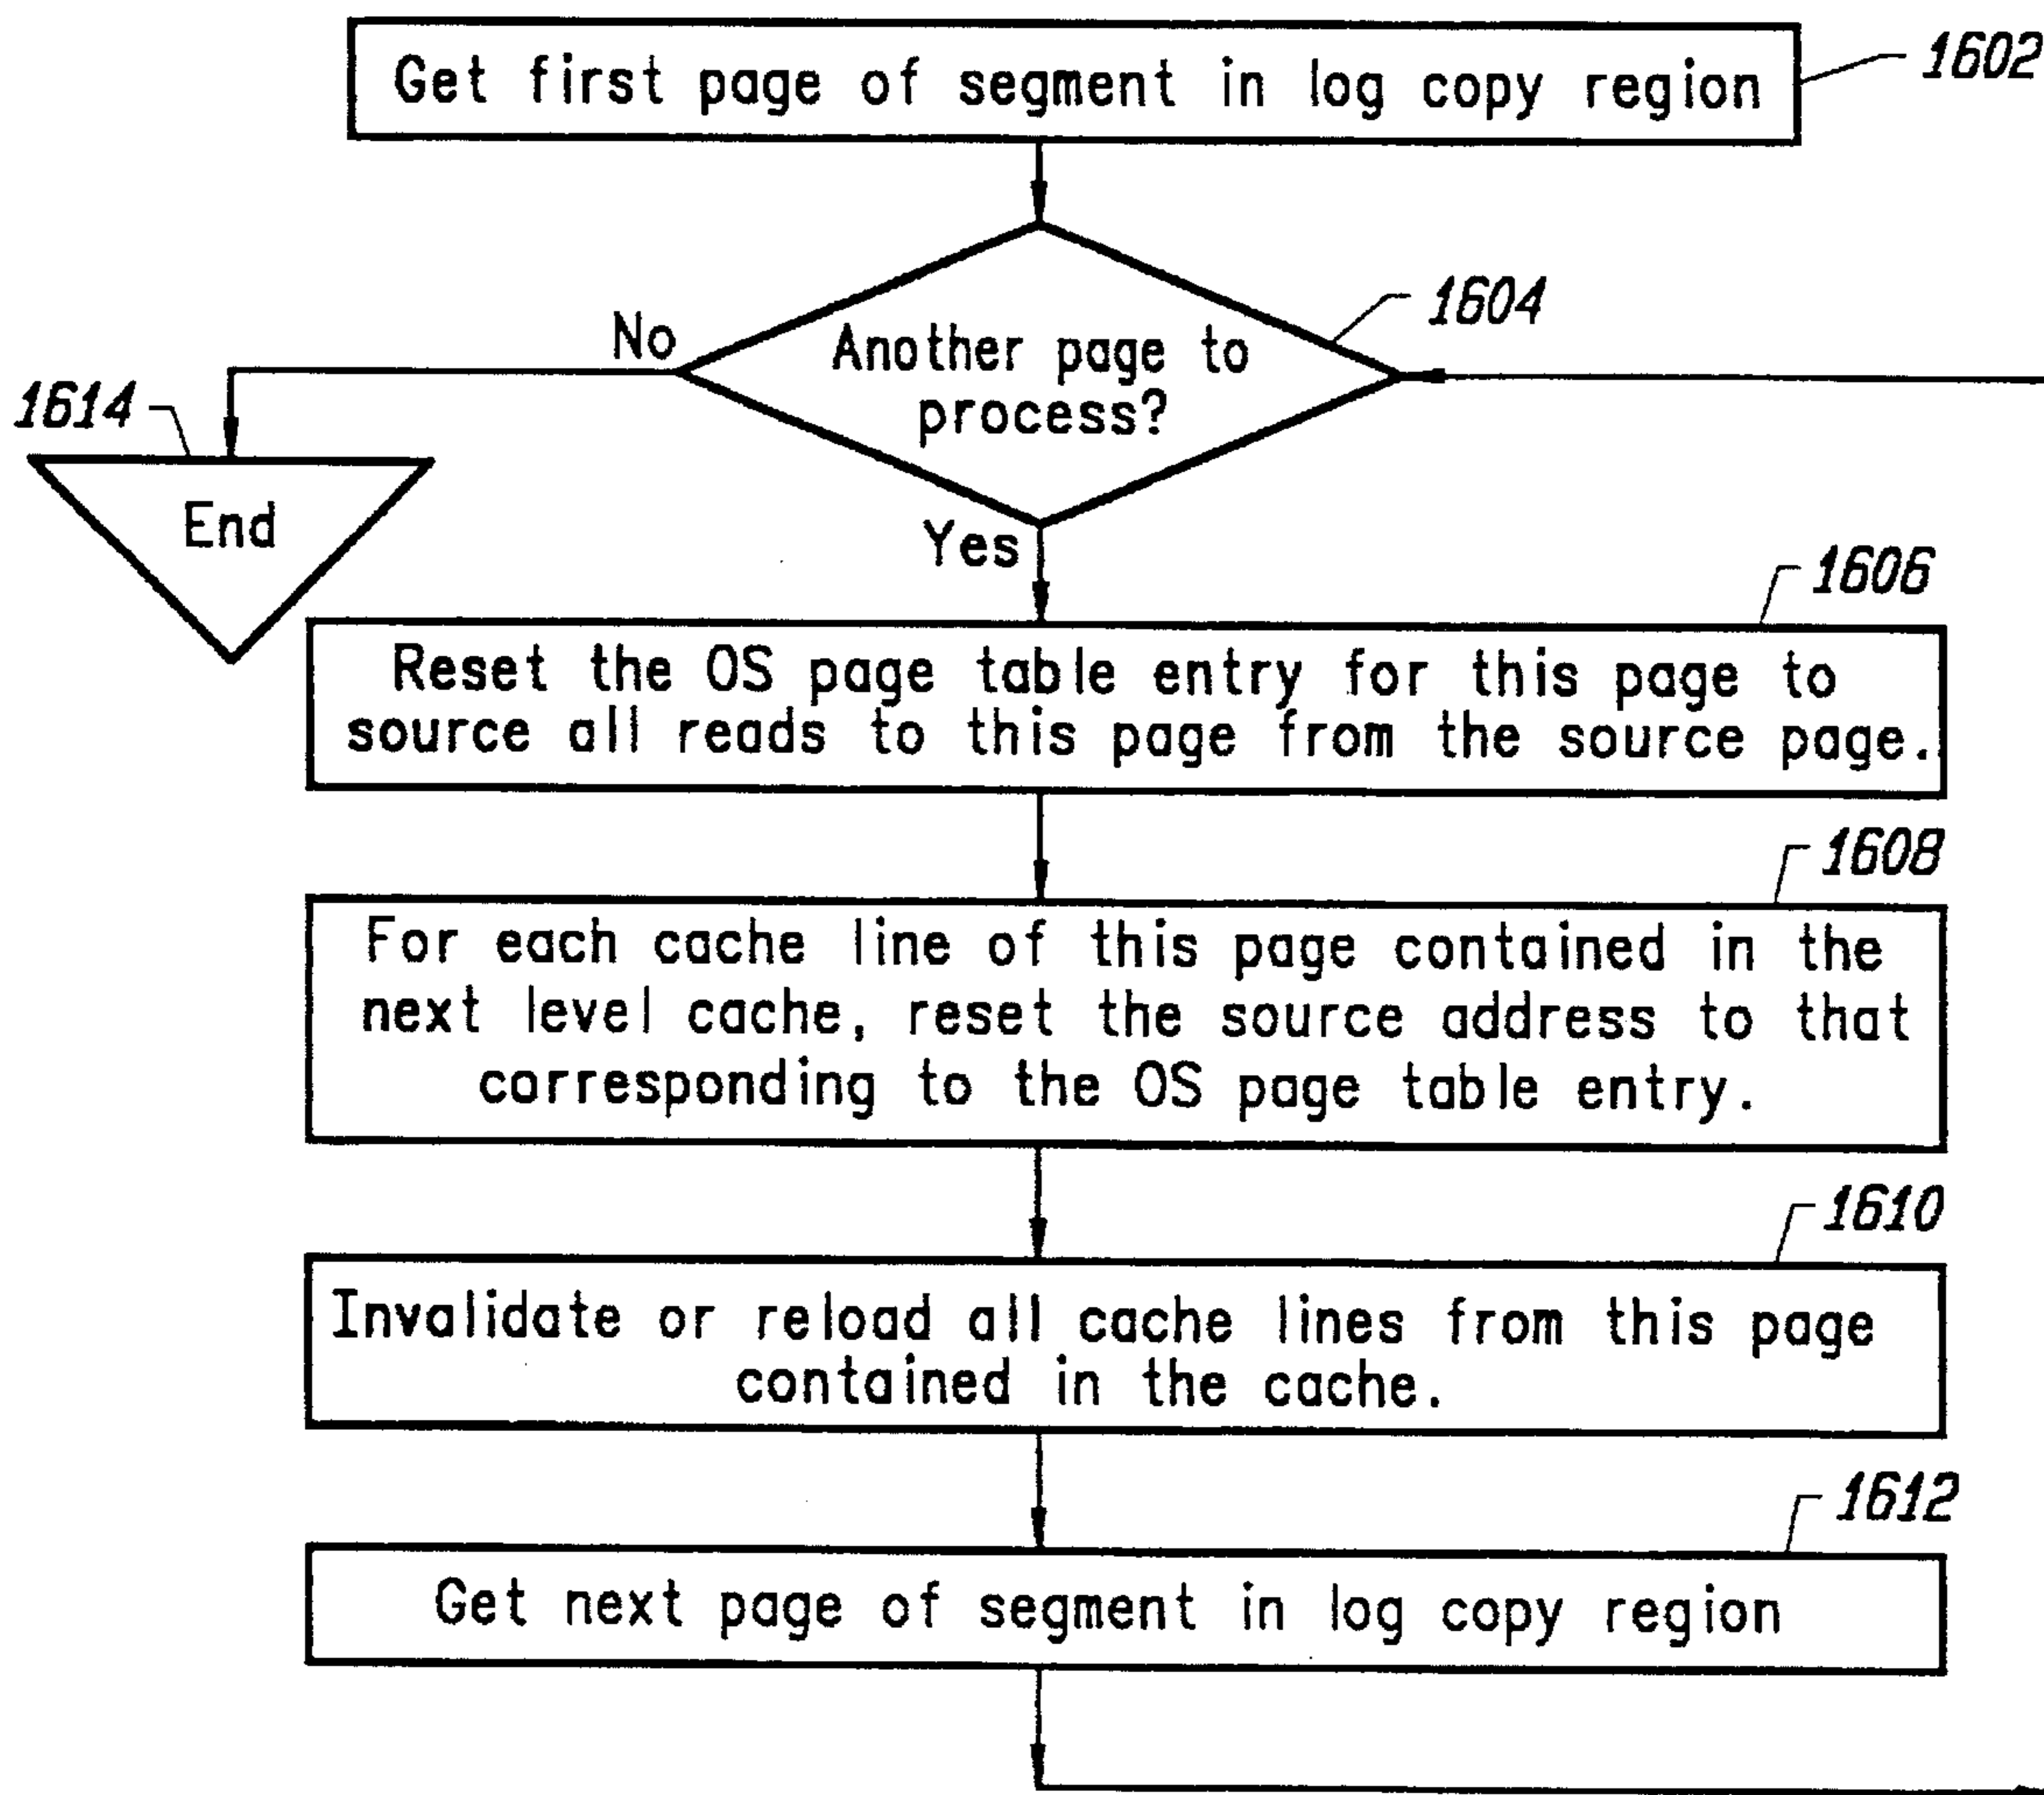 Get first page of segment in log copy region
1602
1604
No
Another page to
process?
1614
End
Yes
1606
Reset the OS page table entry for this page to
source all reads to this page from the source page.
1608
For each cache line of this page contained in the
next level cache, reset the source address to that
corresponding to the OS page table entry.
1610
Invalidate or reload all cache lines from this page
contained in the cache.
1612
Get next page of segment in log copy region